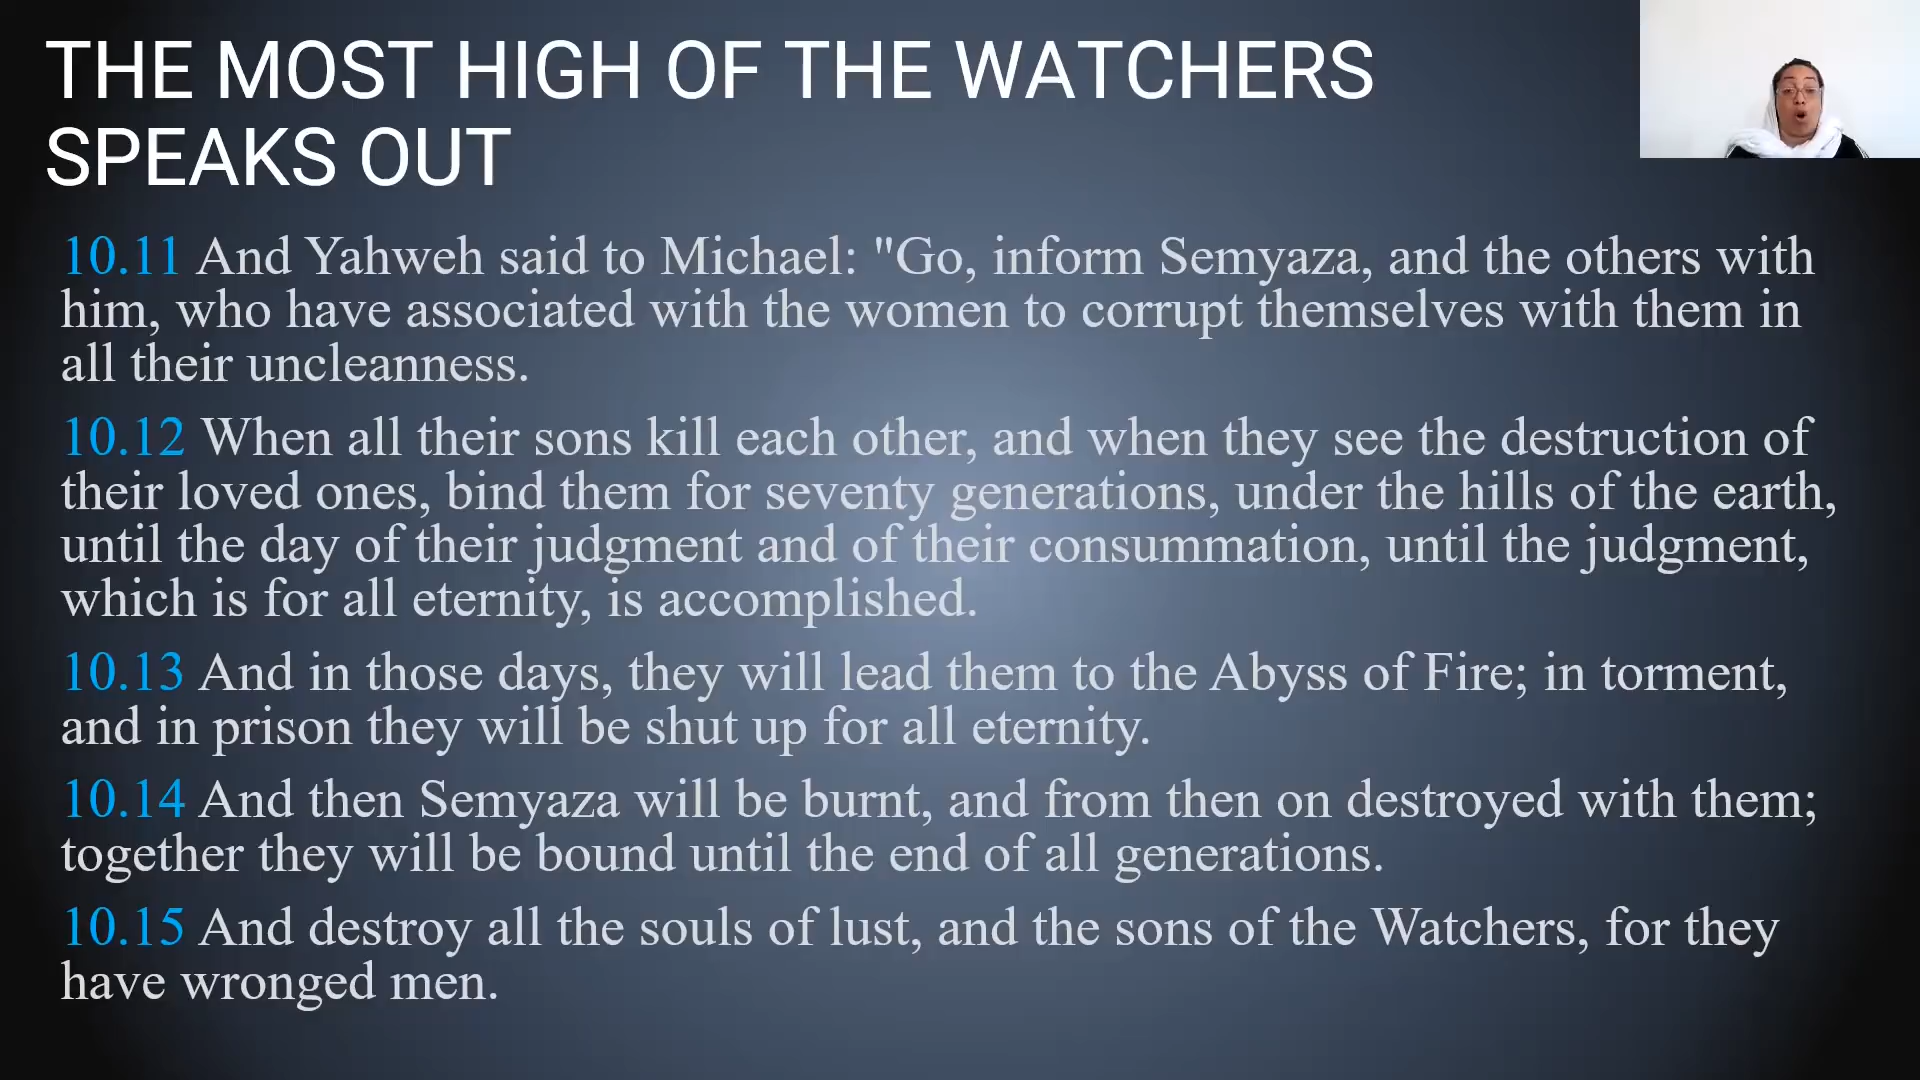 THE MOST HIGH OF THE WATCHERS
SPEAKS OUT
10.11 And Yahweh said to Michael: "Go, inform Semyaza, and the others with
him, who have associated with the women to corrupt themselves with them in
all their uncleanness.
10.12 When all their sons kill each other, and when they see the destruction of
their loved ones, bind them for seventy generations, under the hills of the earth,
until the day of their judgment and of their consummation, until the judgment,
which is for all eternity, is accomplished.
10.13 And in those days, they will lead them to the Abyss of Fire; in torment,
and in prison they will be shut up for all eternity.
10.14 And then Semyaza will be burnt, and from then on destroyed with them;
together they will be bound until the end of all generations.
10.15 And destroy all the souls of lust, and the sons of the Watchers, for they
have wronged men.